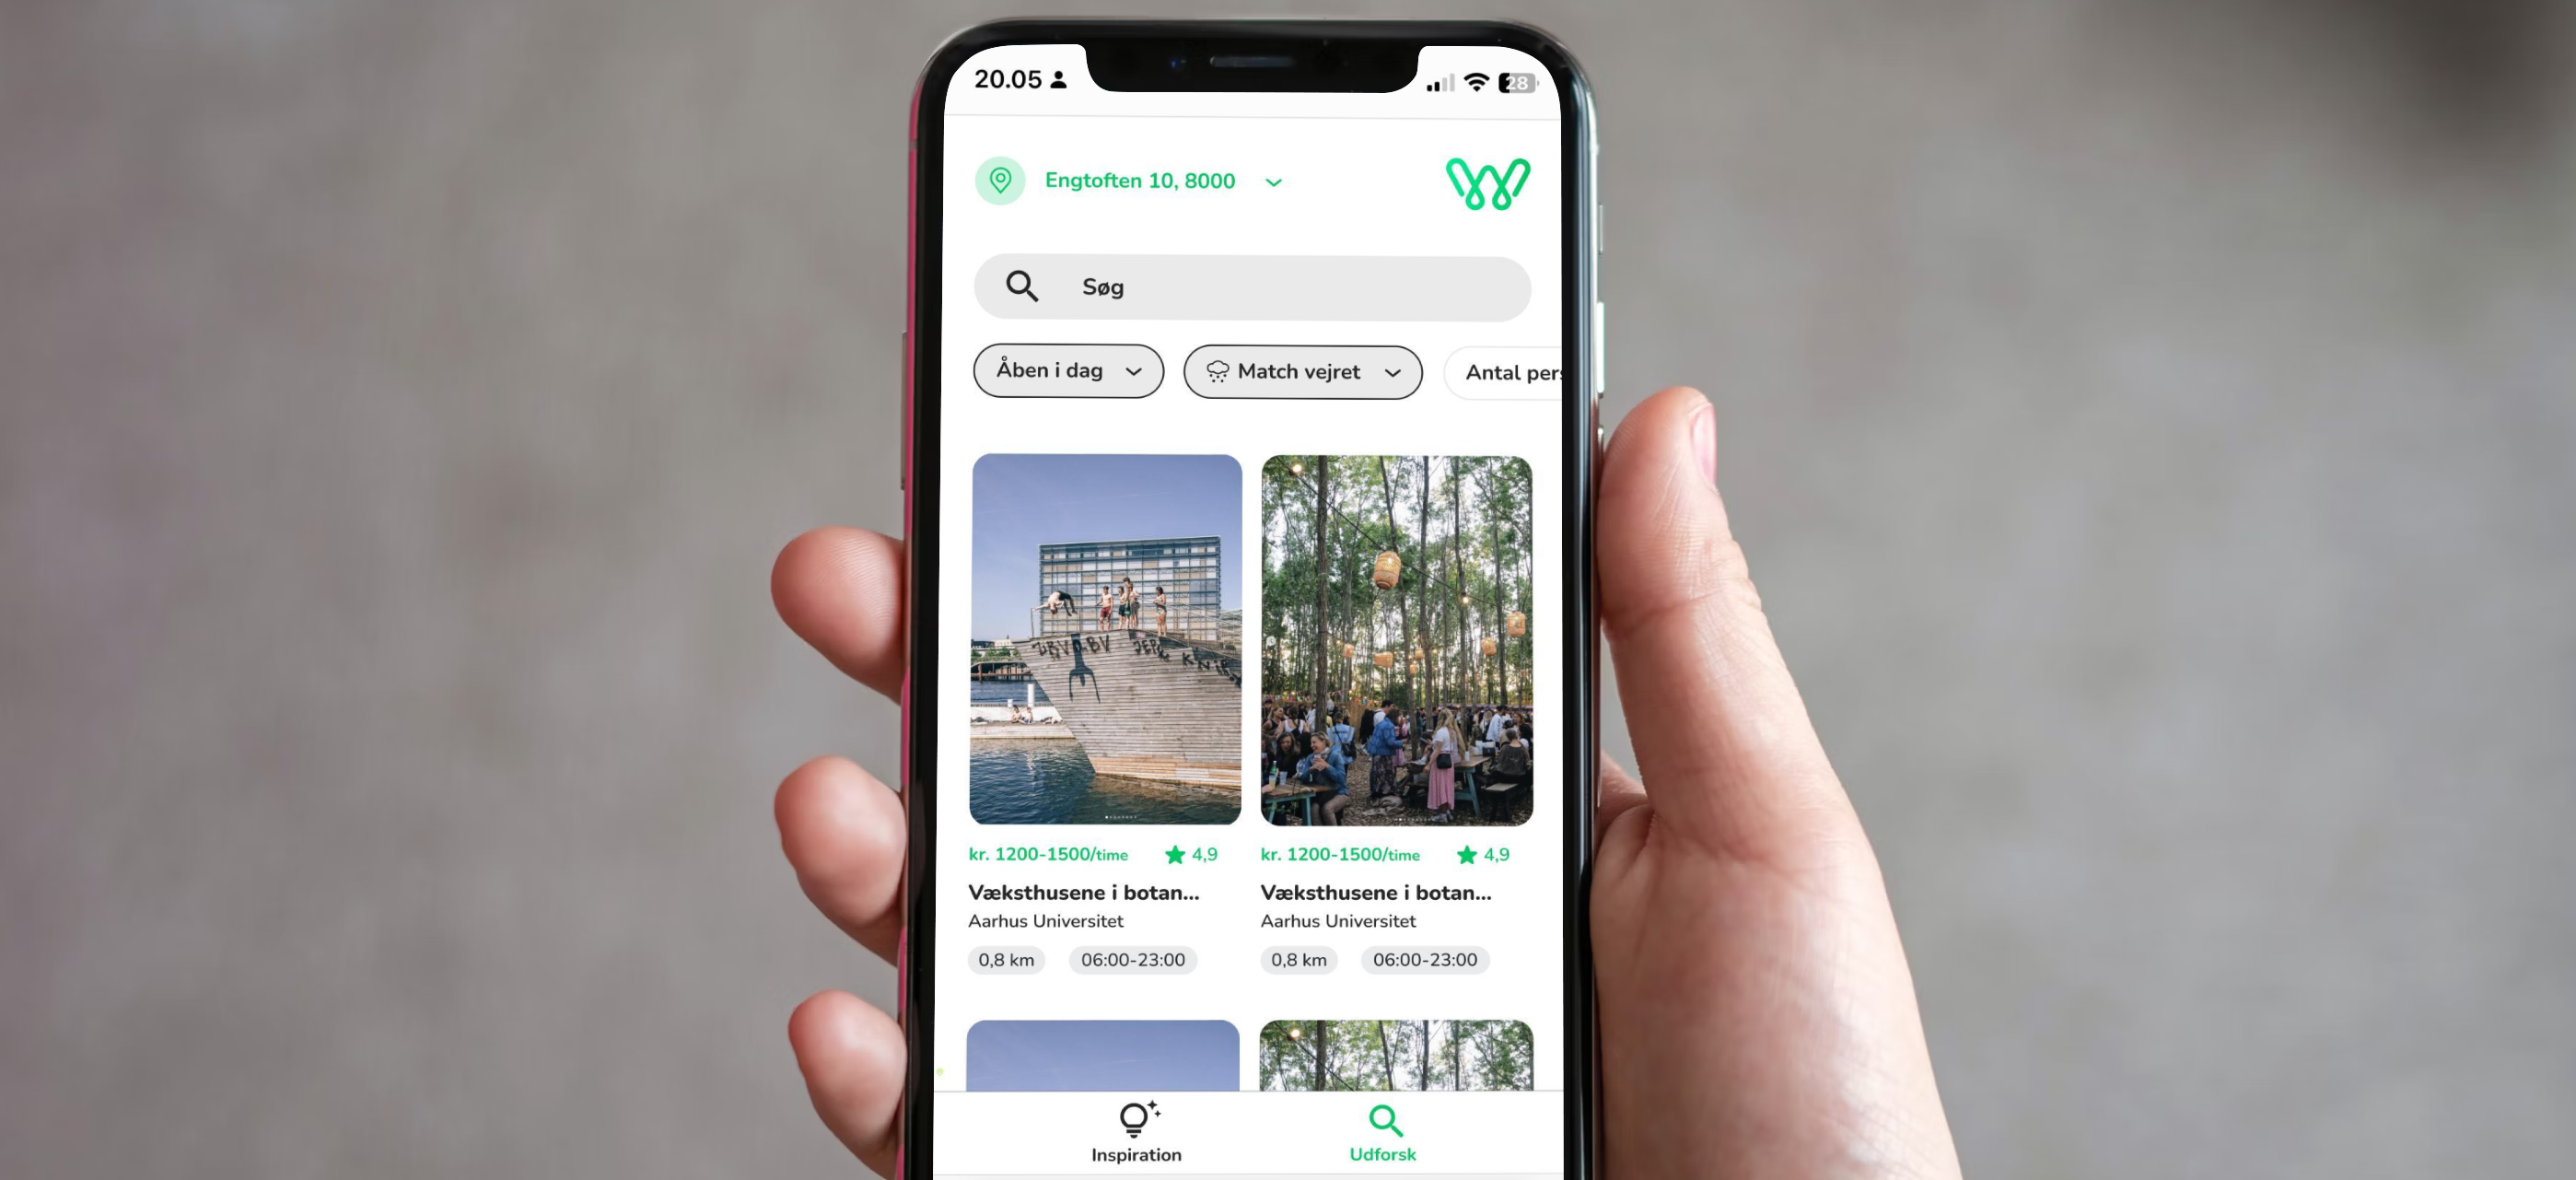 20.05
28
Engtoften 10, 8000
Søg
Åben i dag
Match vejret
Antal pers
kr. 1200-1500/time
4,9
kr. 1200-1500/time
4,9
Væksthusene i botan...
Væksthusene i botan...
Aarhus Universitet
Aarhus Universitet
0,8 km
06:00-23:00
0,8 km
06:00-23:00
Inspiration
Udforsk